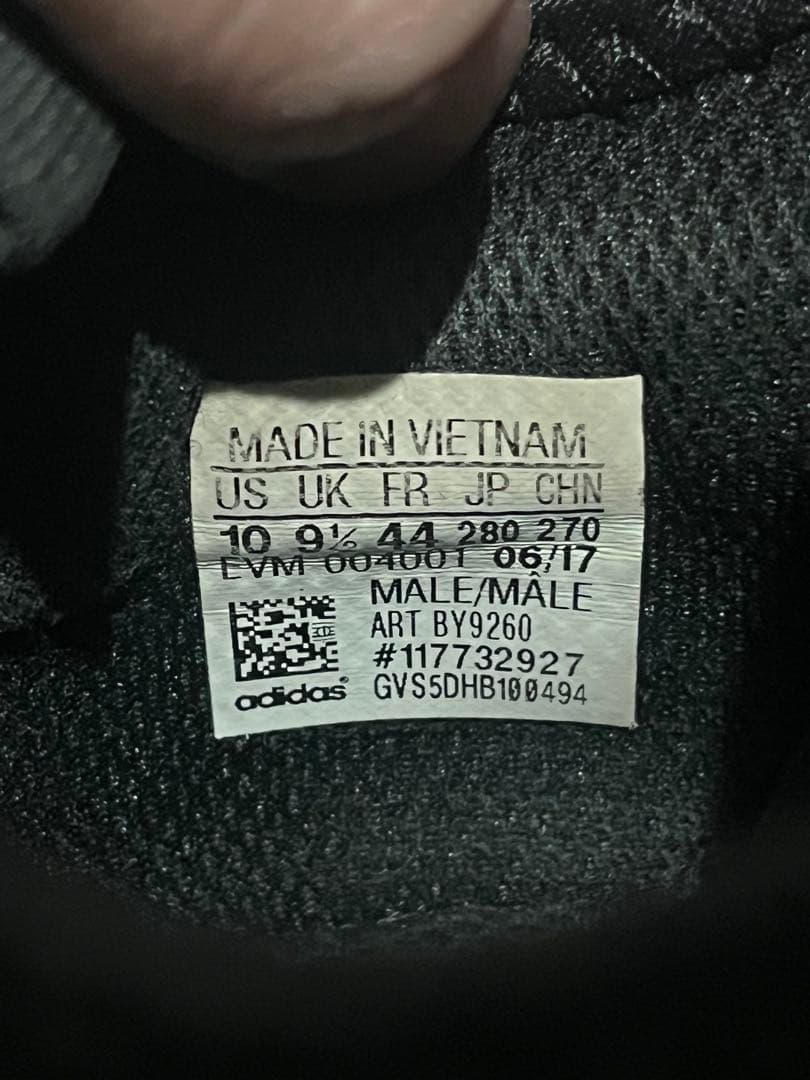 MADE IN VIETNAM
US UK FR JP CHN
10 9½ 44 280 270
EVM 004001 06/17
MALE/MÂLE
ART BY9260
#117732927
adidas® GVS5DHB100494